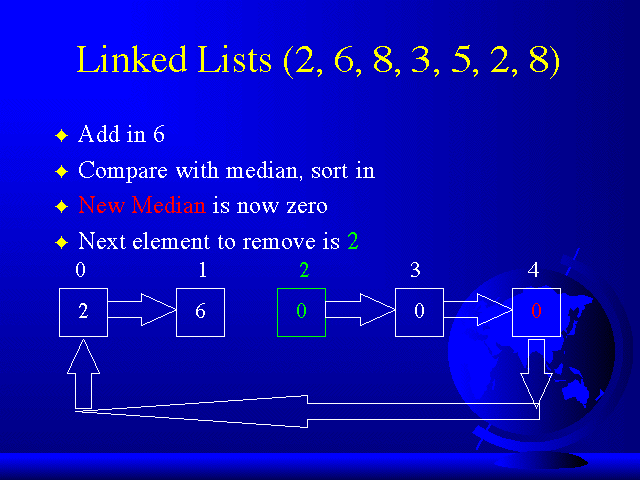 Linked Lists (2, 6, 8, 3, 5, 2, 8)
Add in 6
Compare with median, sort in
New Median is now zero
Next element to remove is 2
0 1 2 3 4
2 6 0 0 0